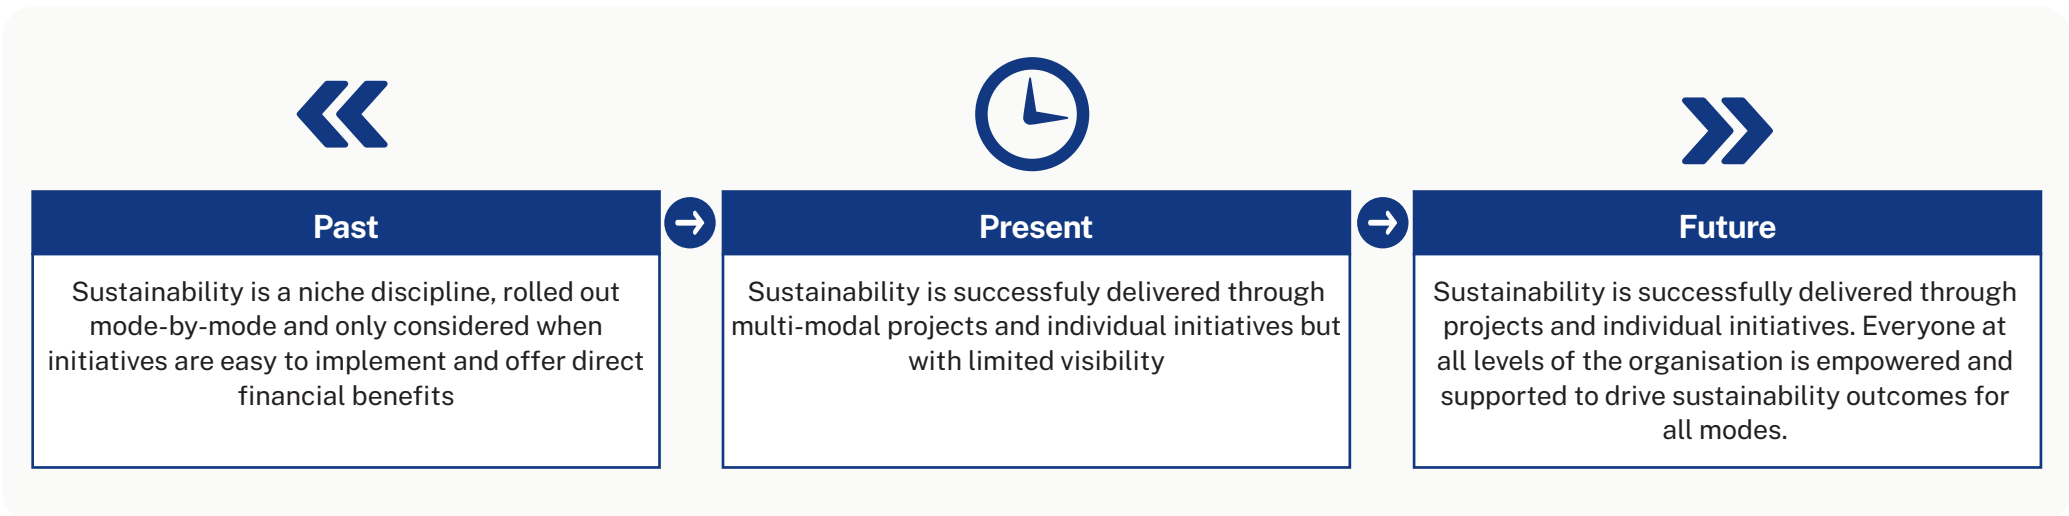 Past
Sustainability is a niche discipline, rolled out
mode-by-mode and only considered when
initiatives are easy to implement and offer direct
financial benefits
Present
Sustainability is successfuly delivered through
multi-modal projects and individual initiatives but
with limited visibility
Future
Sustainability is successfully delivered through
projects and individual initiatives. Everyone at
all levels of the organisation is empowered and
supported to drive sustainability outcomes for
all modes.